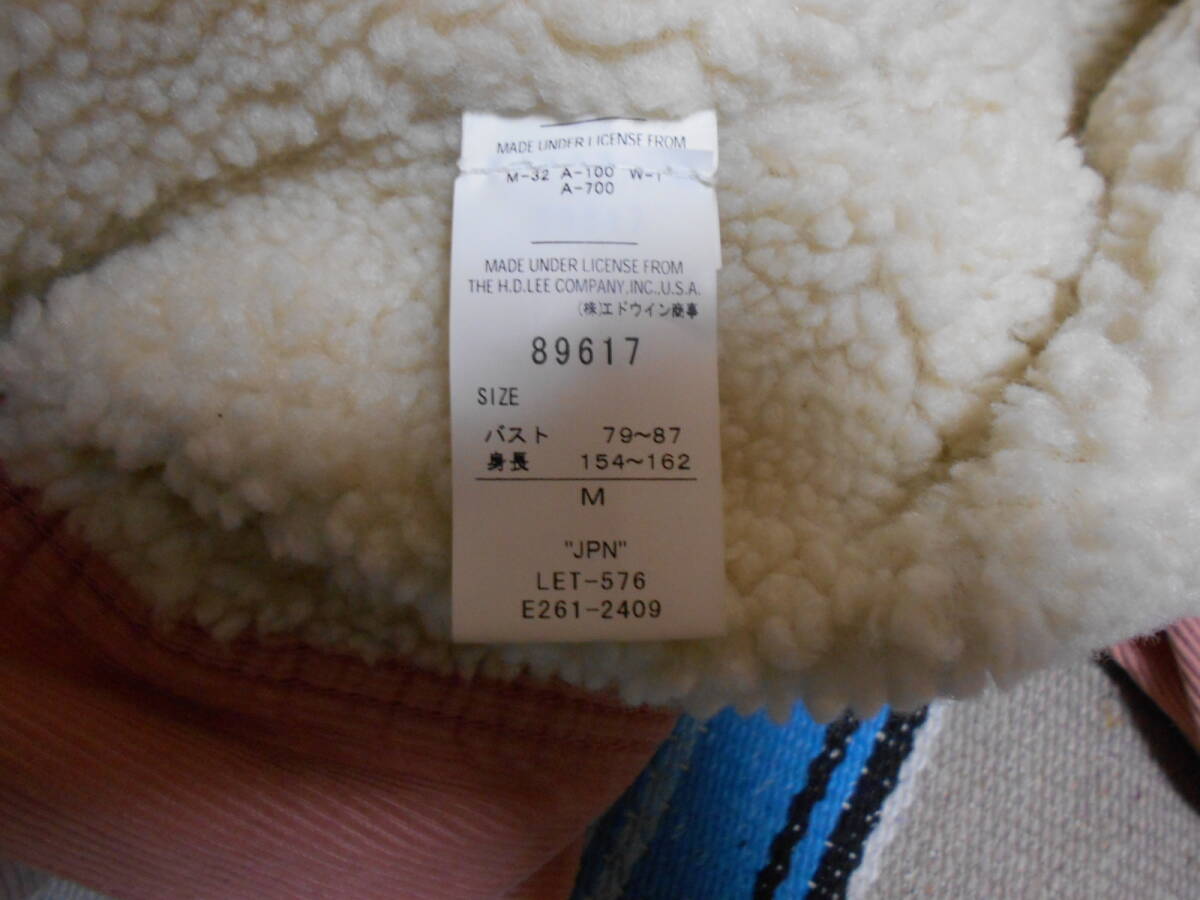 MADE UNDER LICENSE FROM
M-32 A-100 W-1
A-700
MADE UNDER LICENSE FROM
THE H.D.LEE COMPANY,INC.,U.S.A.
(株)エドウイン商事
89617
SIZE
バスト 79～87
身長 154～162
M
"JPN"
LET-576
E261-2409